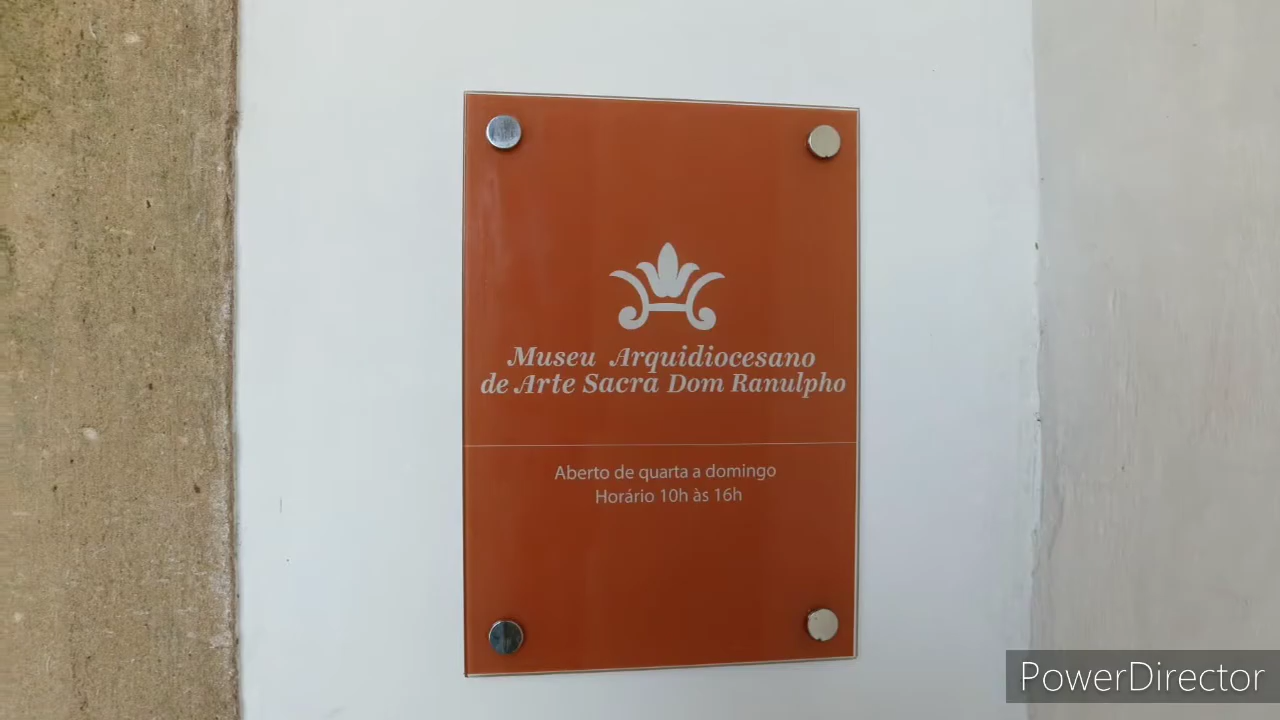 Museu Arquidiocesano
de Arte Sacra Dom Ranulpho
Aberto de quarta a domingo
Horário 10h às 16h
PowerDirector